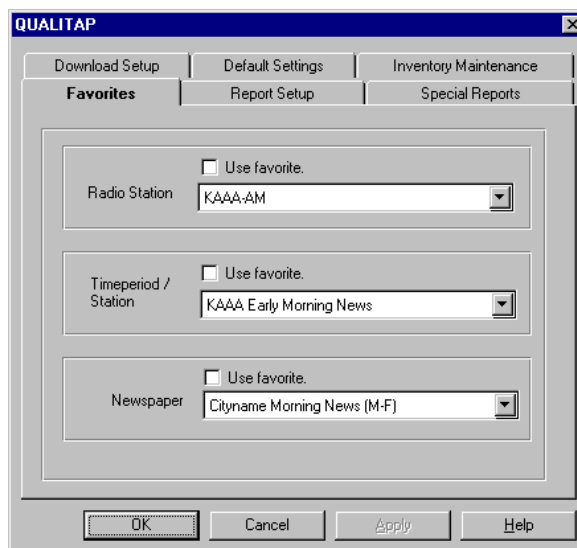 QUALITAP
Download Setup Default Settings Inventory Maintenance
Favorites Report Setup Special Reports
Use favorite.
Radio Station KAAA-AM
Use favorite.
Timeperiod /
Station
KAAA Early Morning News
Use favorite.
Newspaper Cityname Morning News (M-F)
OK Cancel Apply Help